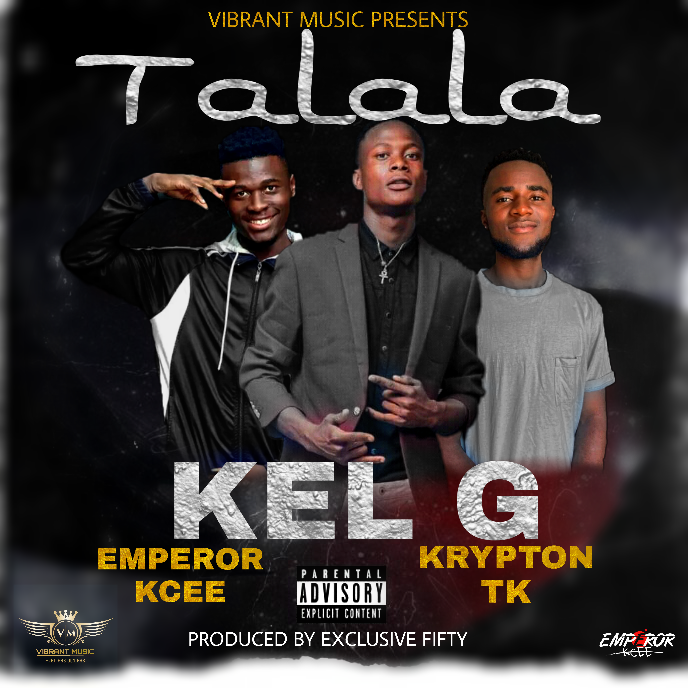 VIBRANT MUSIC PRESENTS
Talala
KEL G
EMPEROR
KCEE
KRYPTON
TK
PARENTAL
ADVISORY
EXPLICIT CONTENT
VM
VIBRANT MUSIC
PRODUCED BY EXCLUSIVE FIFTY
EMPEROR
KCEE